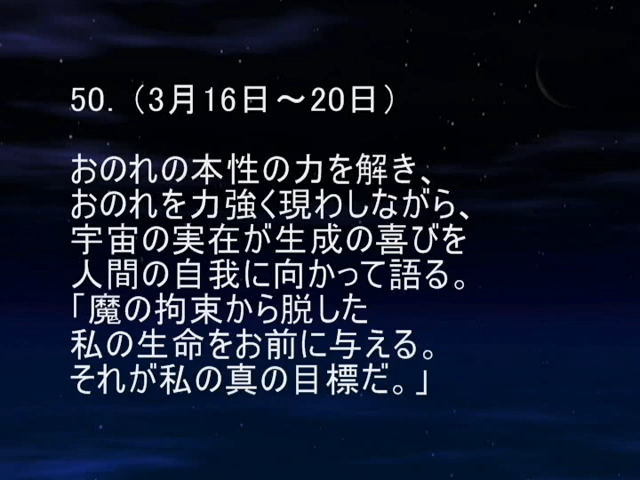 50.（3月16日～20日）
おのれの本性の力を解き、
おのれを力強く現わしながら、
宇宙の実在が生成の喜びを
人間の自我に向かって語る。
「魔の拘束から脱した
私の生命をお前に与える。
それが私の真の目標だ。」